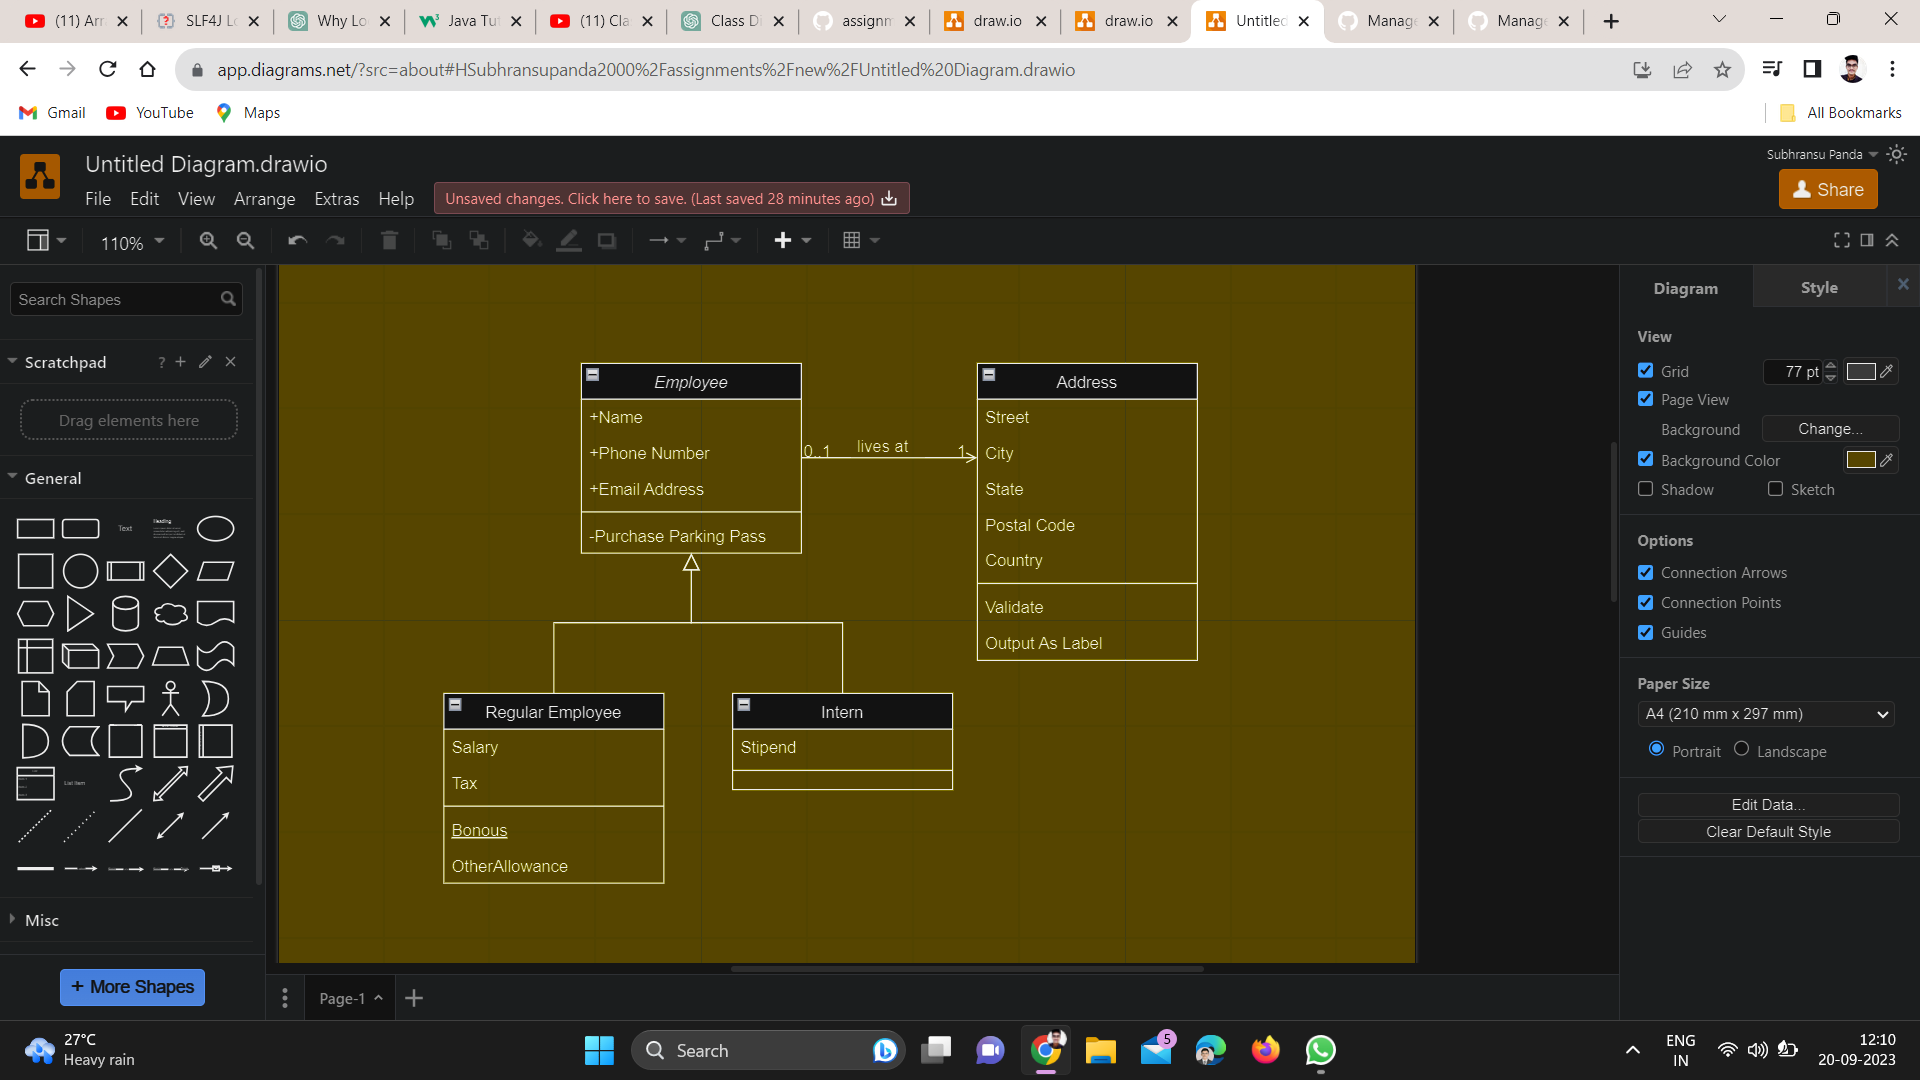 (11) Arr
SLF4J Lo
Why Lo
Java Tut
(11) Cla
Class Di
assignm
draw.io
draw.io
Untitled
Manage
Manage
app.diagrams.net/?src=about#HSubhransupanda2000%2Fassignments%2Fnew%2FUntitled%20Diagram.drawio
Gmail
YouTube
Maps
All Bookmarks
Untitled Diagram.drawio
Subhransu Panda
File
Edit
View
Arrange
Extras
Help
Unsaved changes. Click here to save. (Last saved 28 minutes ago)
Share
110%
Search Shapes
Scratchpad
?
Drag elements here
General
Text
Heading
List Item
Misc
+ More Shapes
Employee
+Name
+Phone Number
+Email Address
-Purchase Parking Pass
0..1
lives at
1
Address
Street
City
State
Postal Code
Country
Validate
Output As Label
Regular Employee
Salary
Tax
Bonous
OtherAllowance
Intern
Stipend
Diagram
Style
View
Grid
77 pt
Page View
Background
Change...
Background Color
Shadow
Sketch
Options
Connection Arrows
Connection Points
Guides
Paper Size
A4 (210 mm x 297 mm)
Portrait
Landscape
Edit Data...
Clear Default Style
Page-1
27°C
Heavy rain
Search
5
ENG
IN
12:10
20-09-2023